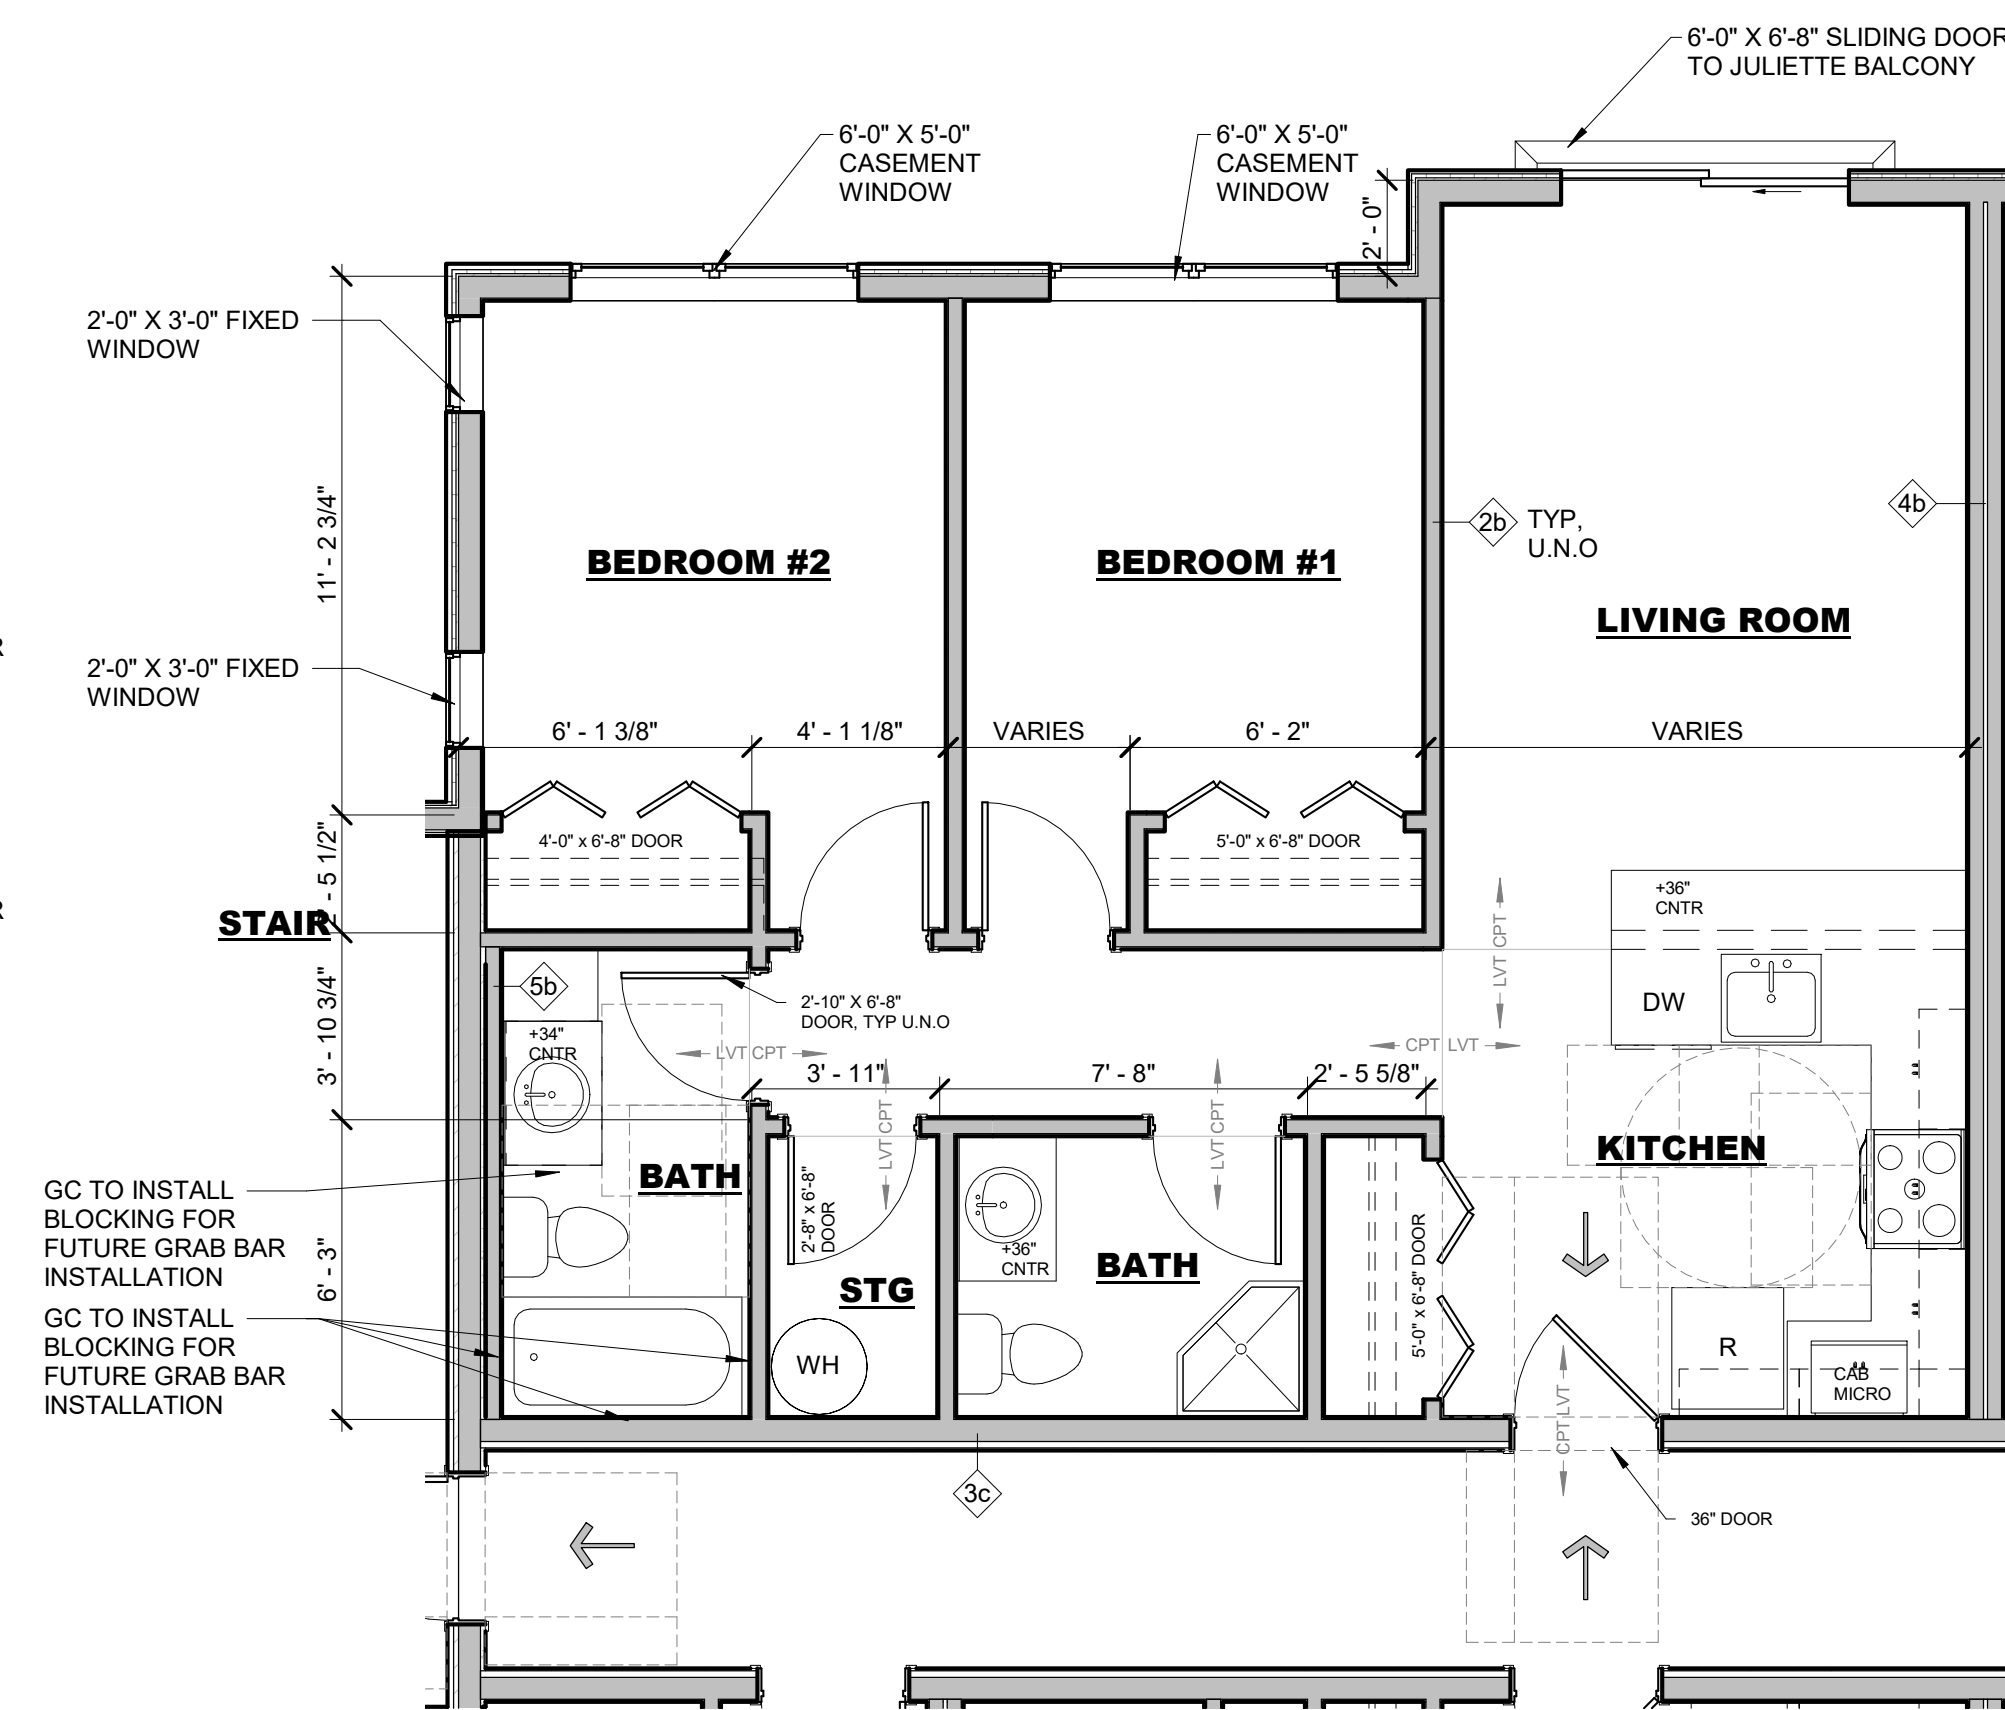 6'-0" X 6'-8" SLIDING DOOR
TO JULIETTE BALCONY
6'-0" X 5'-0"
CASEMENT
WINDOW
6'-0" X 5'-0"
CASEMENT
WINDOW
2' - 0"
2'-0" X 3'-0" FIXED
WINDOW
11' - 2 3/4"
4b
2b
TYP,
U.N.O
BEDROOM #2
BEDROOM #1
LIVING ROOM
R
2'-0" X 3'-0" FIXED
WINDOW
6' - 1 3/8"
4' - 1 1/8"
VARIES
6' - 2"
VARIES
4'-0" x 6'-8" DOOR
5'-0" x 6'-8" DOOR
2' - 5 1/2"
+36"
CNTR
R
STAIR
LVT CPT
5b
2'-10" X 6'-8"
DOOR, TYP U.N.O
DW
3' - 10 3/4"
+34"
CNTR
LVT CPT
CPT LVT
3' - 11"
7' - 8"
2' - 5 5/8"
LVT CPT
LVT CPT
KITCHEN
BATH
GC TO INSTALL
BLOCKING FOR
FUTURE GRAB BAR
INSTALLATION
2'-8" x 6'-8"
DOOR
+36"
CNTR
BATH
STG
6' - 3"
5'-0" x 6'-8" DOOR
GC TO INSTALL
BLOCKING FOR
FUTURE GRAB BAR
INSTALLATION
WH
R
CAB
MICRO
CPT LVT
3c
36" DOOR